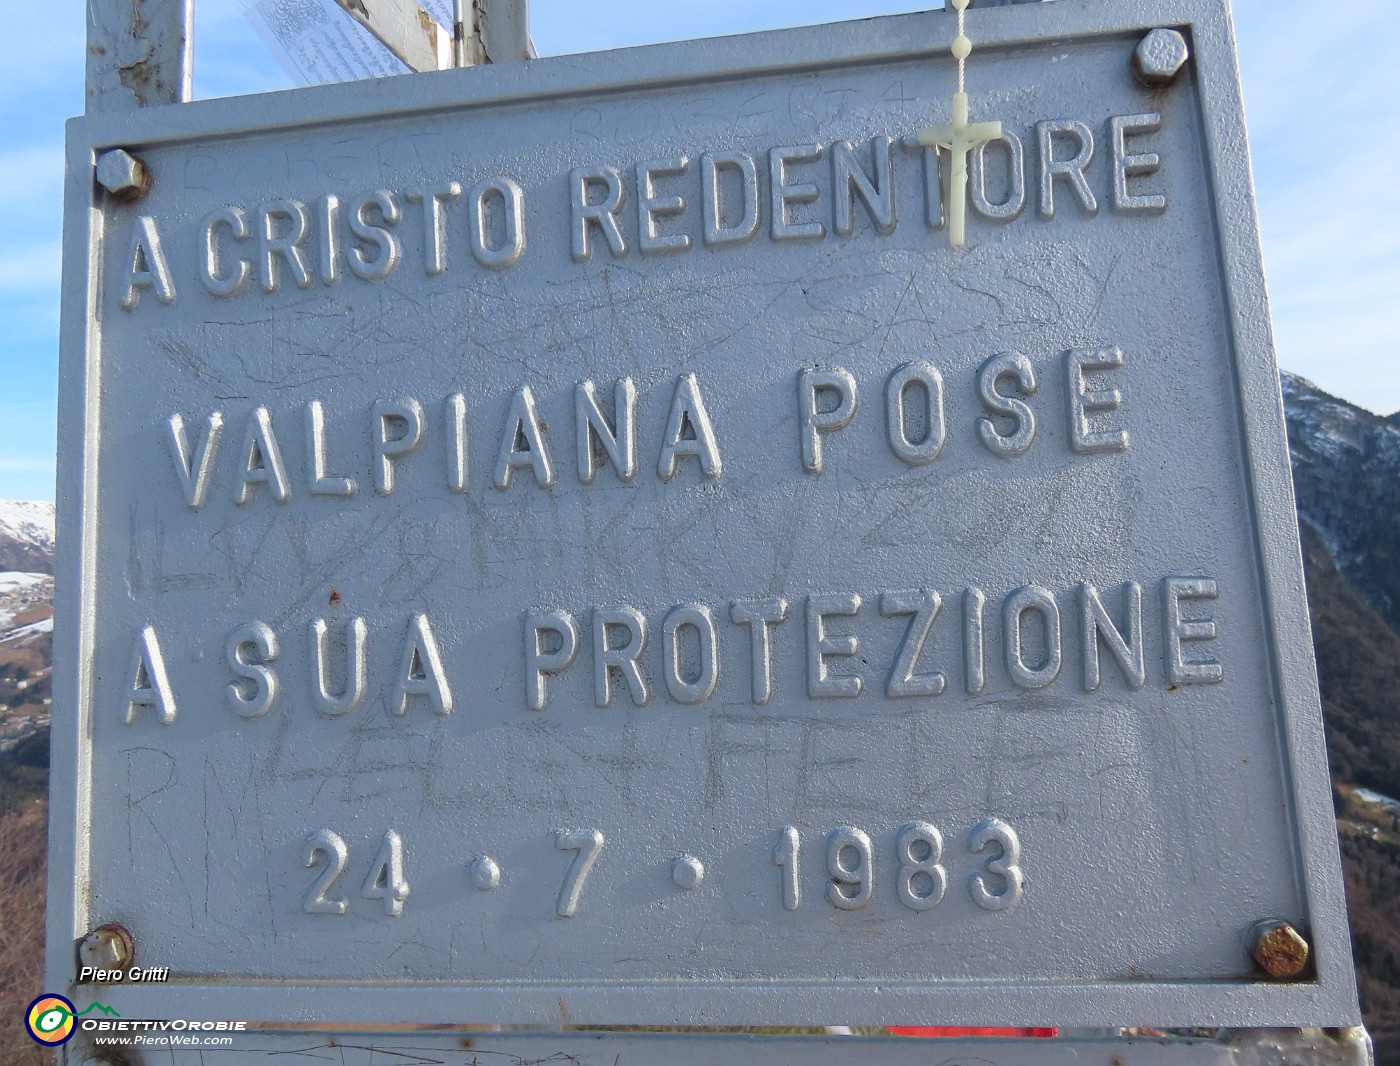 A CRISTO REDENTORE
VALPIANA POSE
A SUA PROTEZIONE
24 · 7 · 1983
Piero Gritti
OBIETTIVOROBIE
www.PieroWeb.com